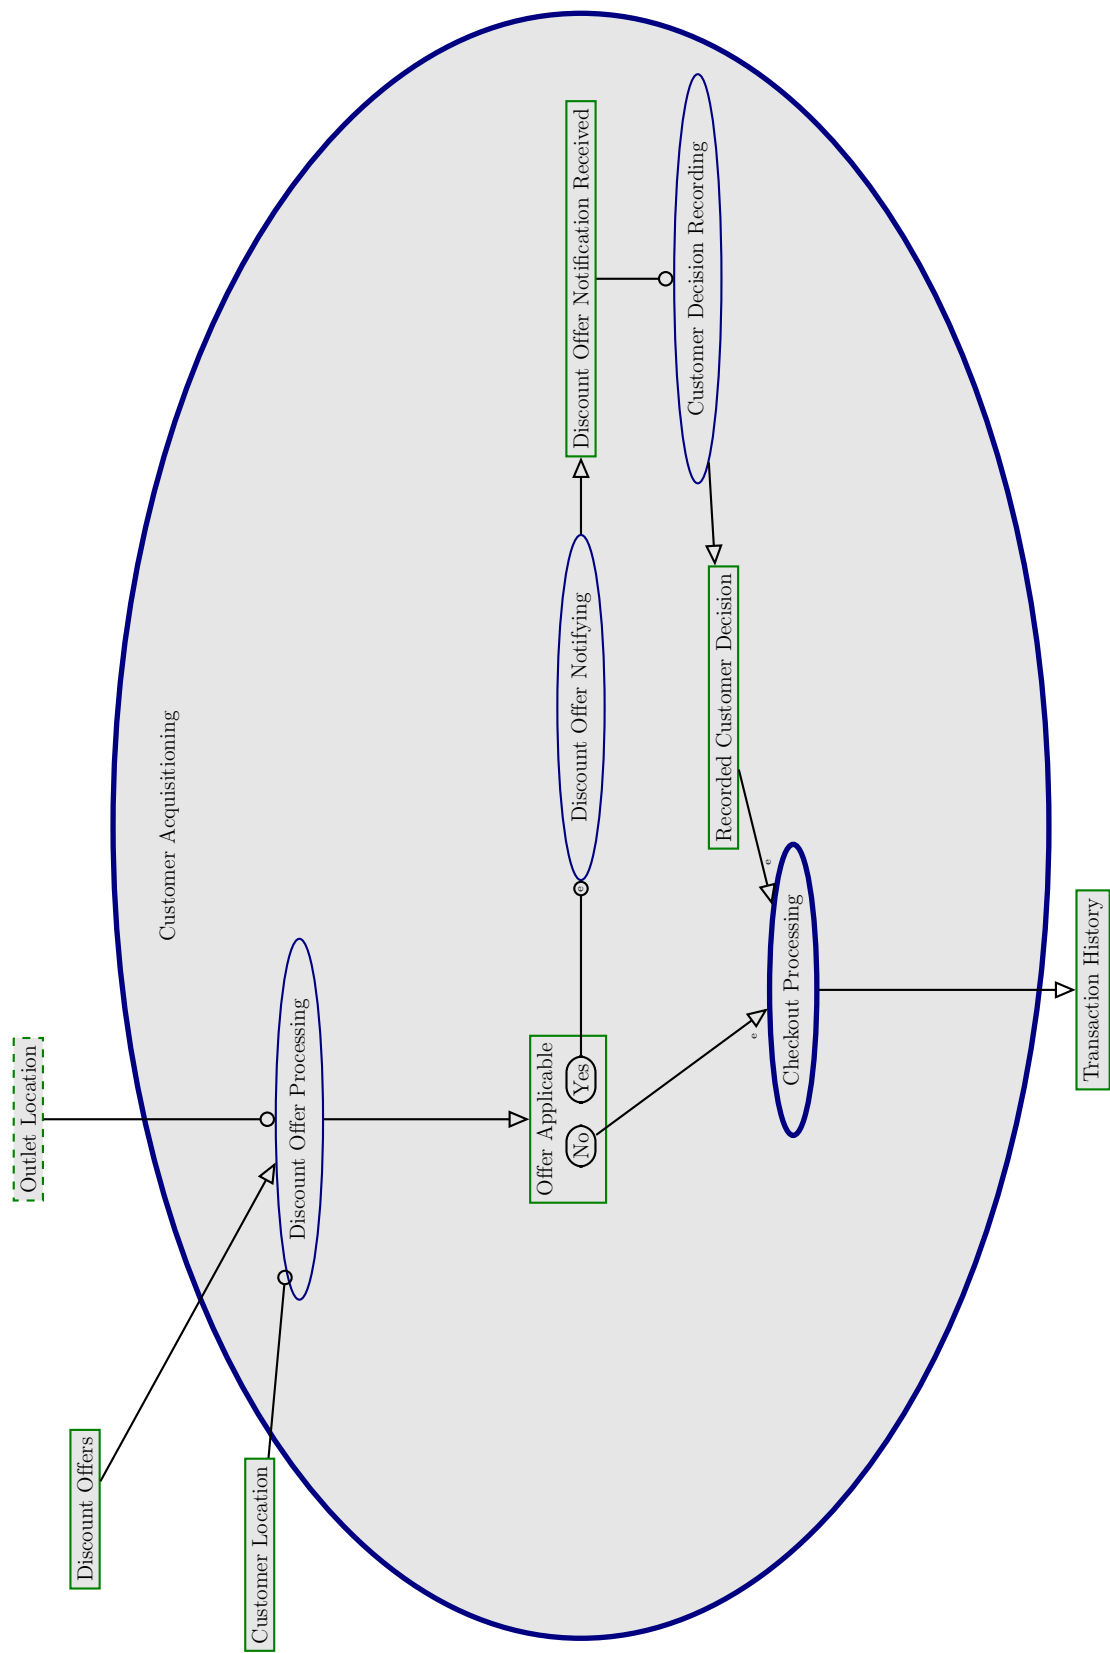 Outlet Location
Discount Offers
Customer Location
Customer Acquisitioning
Discount Offer Processing
Offer Applicable
No
Yes
e
Discount Offer Notifying
Discount Offer Notification Received
Customer Decision Recording
Recorded Customer Decision
e
e
Checkout Processing
Transaction History